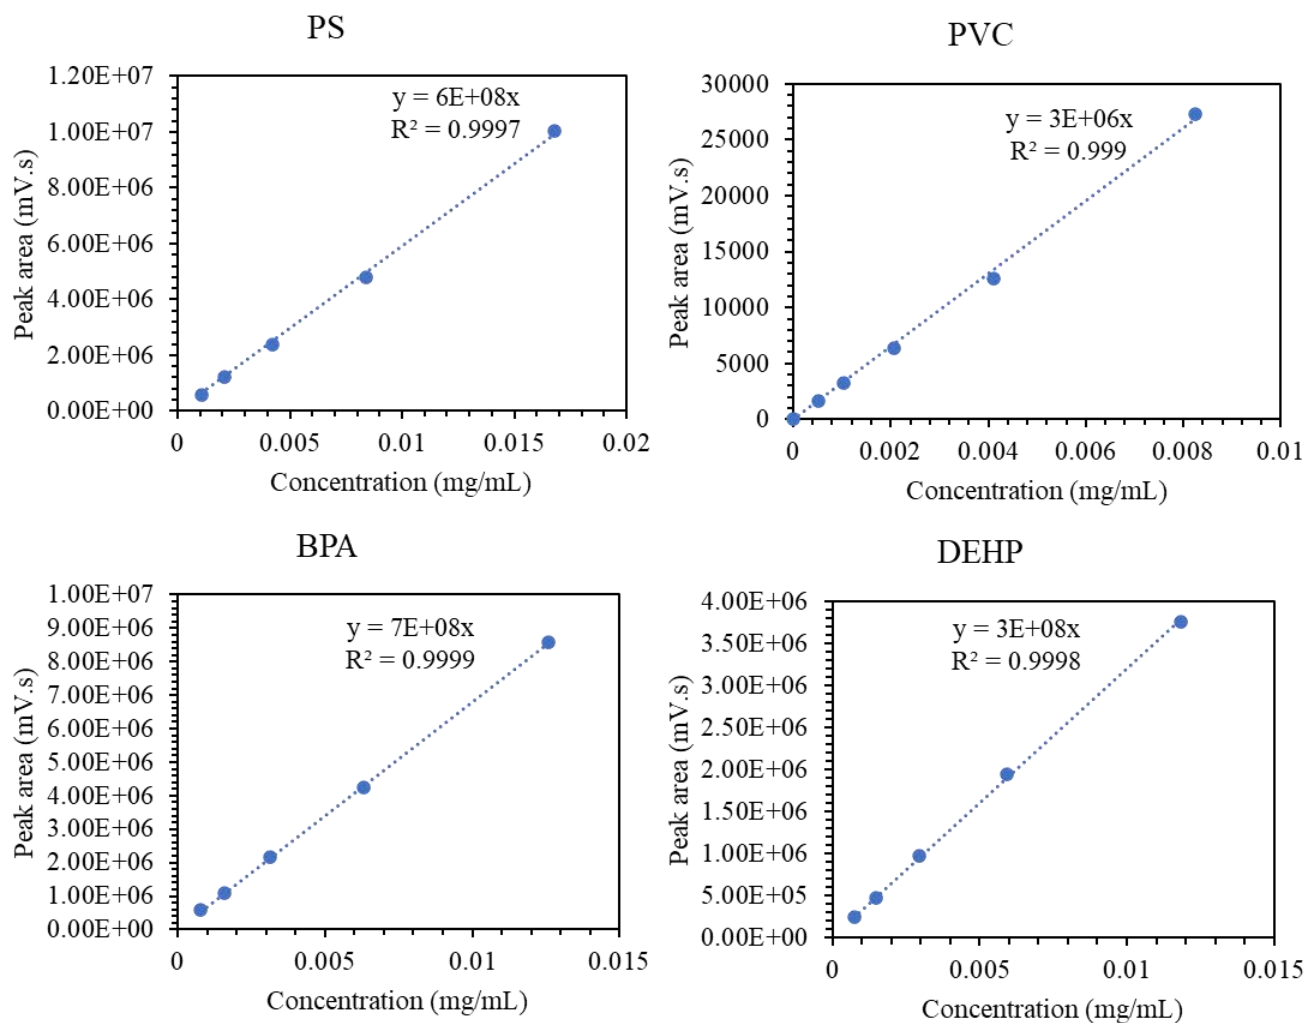 PS
1.20E+07
1.00E+07
8.00E+06
6.00E+06
4.00E+06
2.00E+06
0.00E+00
Peak area (mV.s)
y = 6E+08x
R² = 0.9997
0 0.005 0.01 0.015 0.02
Concentration (mg/mL)
PVC
30000
25000
20000
15000
10000
5000
0
Peak area (mV.s)
y = 3E+06x
R² = 0.999
0 0.002 0.004 0.006 0.008 0.01
Concentration (mg/mL)
BPA
1.00E+07
9.00E+06
8.00E+06
7.00E+06
6.00E+06
5.00E+06
4.00E+06
3.00E+06
2.00E+06
1.00E+06
0.00E+00
Peak area (mV.s)
y = 7E+08x
R² = 0.9999
0 0.005 0.01 0.015
Concentration (mg/mL)
DEHP
4.00E+06
3.50E+06
3.00E+06
2.50E+06
2.00E+06
1.50E+06
1.00E+06
5.00E+05
0.00E+00
Peak area (mV.s)
y = 3E+08x
R² = 0.9998
0 0.005 0.01 0.015
Concentration (mg/mL)